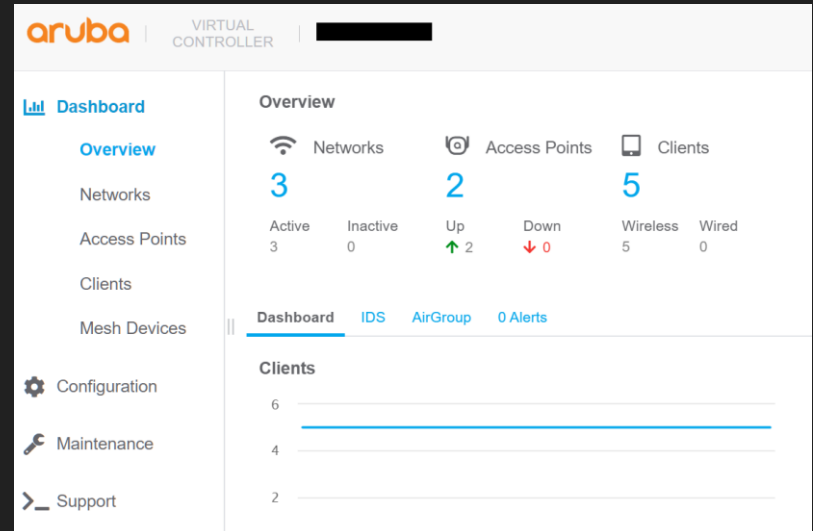 aruba
VIRTUAL
CONTROLLER
Dashboard
Overview
Networks
Access Points
Clients
Mesh Devices
Configuration
Maintenance
Support
Overview
Networks Access Points Clients
3 2 5
Active Inactive Up Down Wireless Wired
3 0 2 0 5 0
Dashboard IDS AirGroup 0 Alerts
Clients
6
4
2